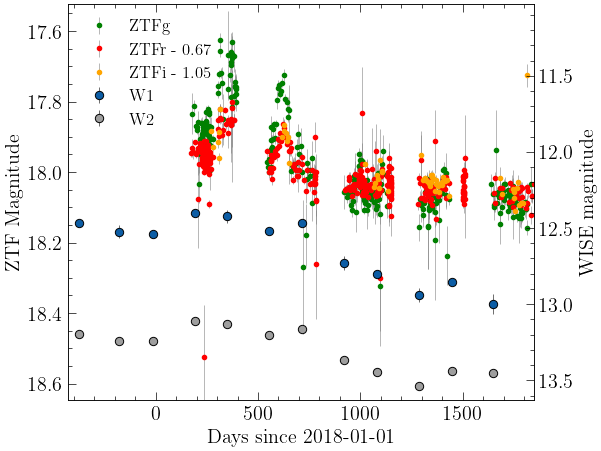 ZTFg
ZTFr - 0.67
ZTFi - 1.05
W1
W2
17.6
17.8
18.0
18.2
18.4
18.6
ZTF Magnitude
11.5
12.0
12.5
13.0
13.5
WISE magnitude
0 500 1000 1500
Days since 2018-01-01